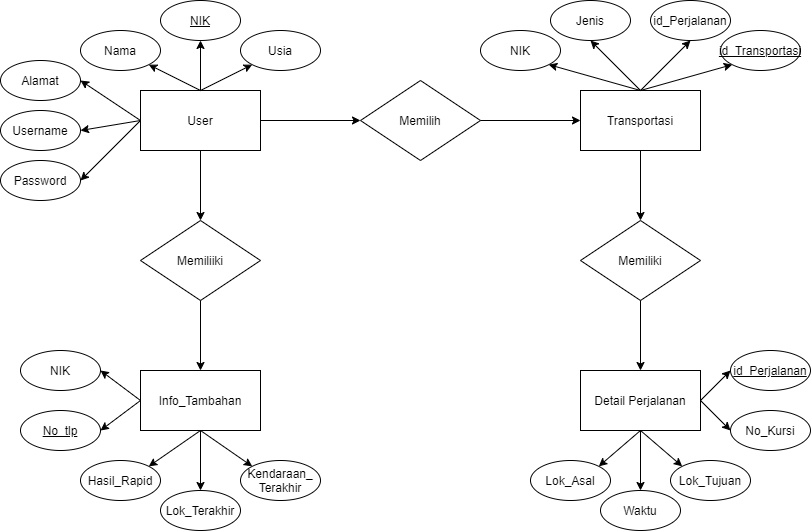 NIK
Nama
Usia
Alamat
Username
Password
User
Memilih
Jenis
id_Perjalanan
NIK
id_Transportasi
Transportasi
Memiliiki
Memiliki
NIK
No_tlp
Info_Tambahan
Hasil_Rapid
Lok_Terakhir
Kendaraan_
Terakhir
id_Perjalanan
Detail Perjalanan
No_Kursi
Lok_Asal
Waktu
Lok_Tujuan